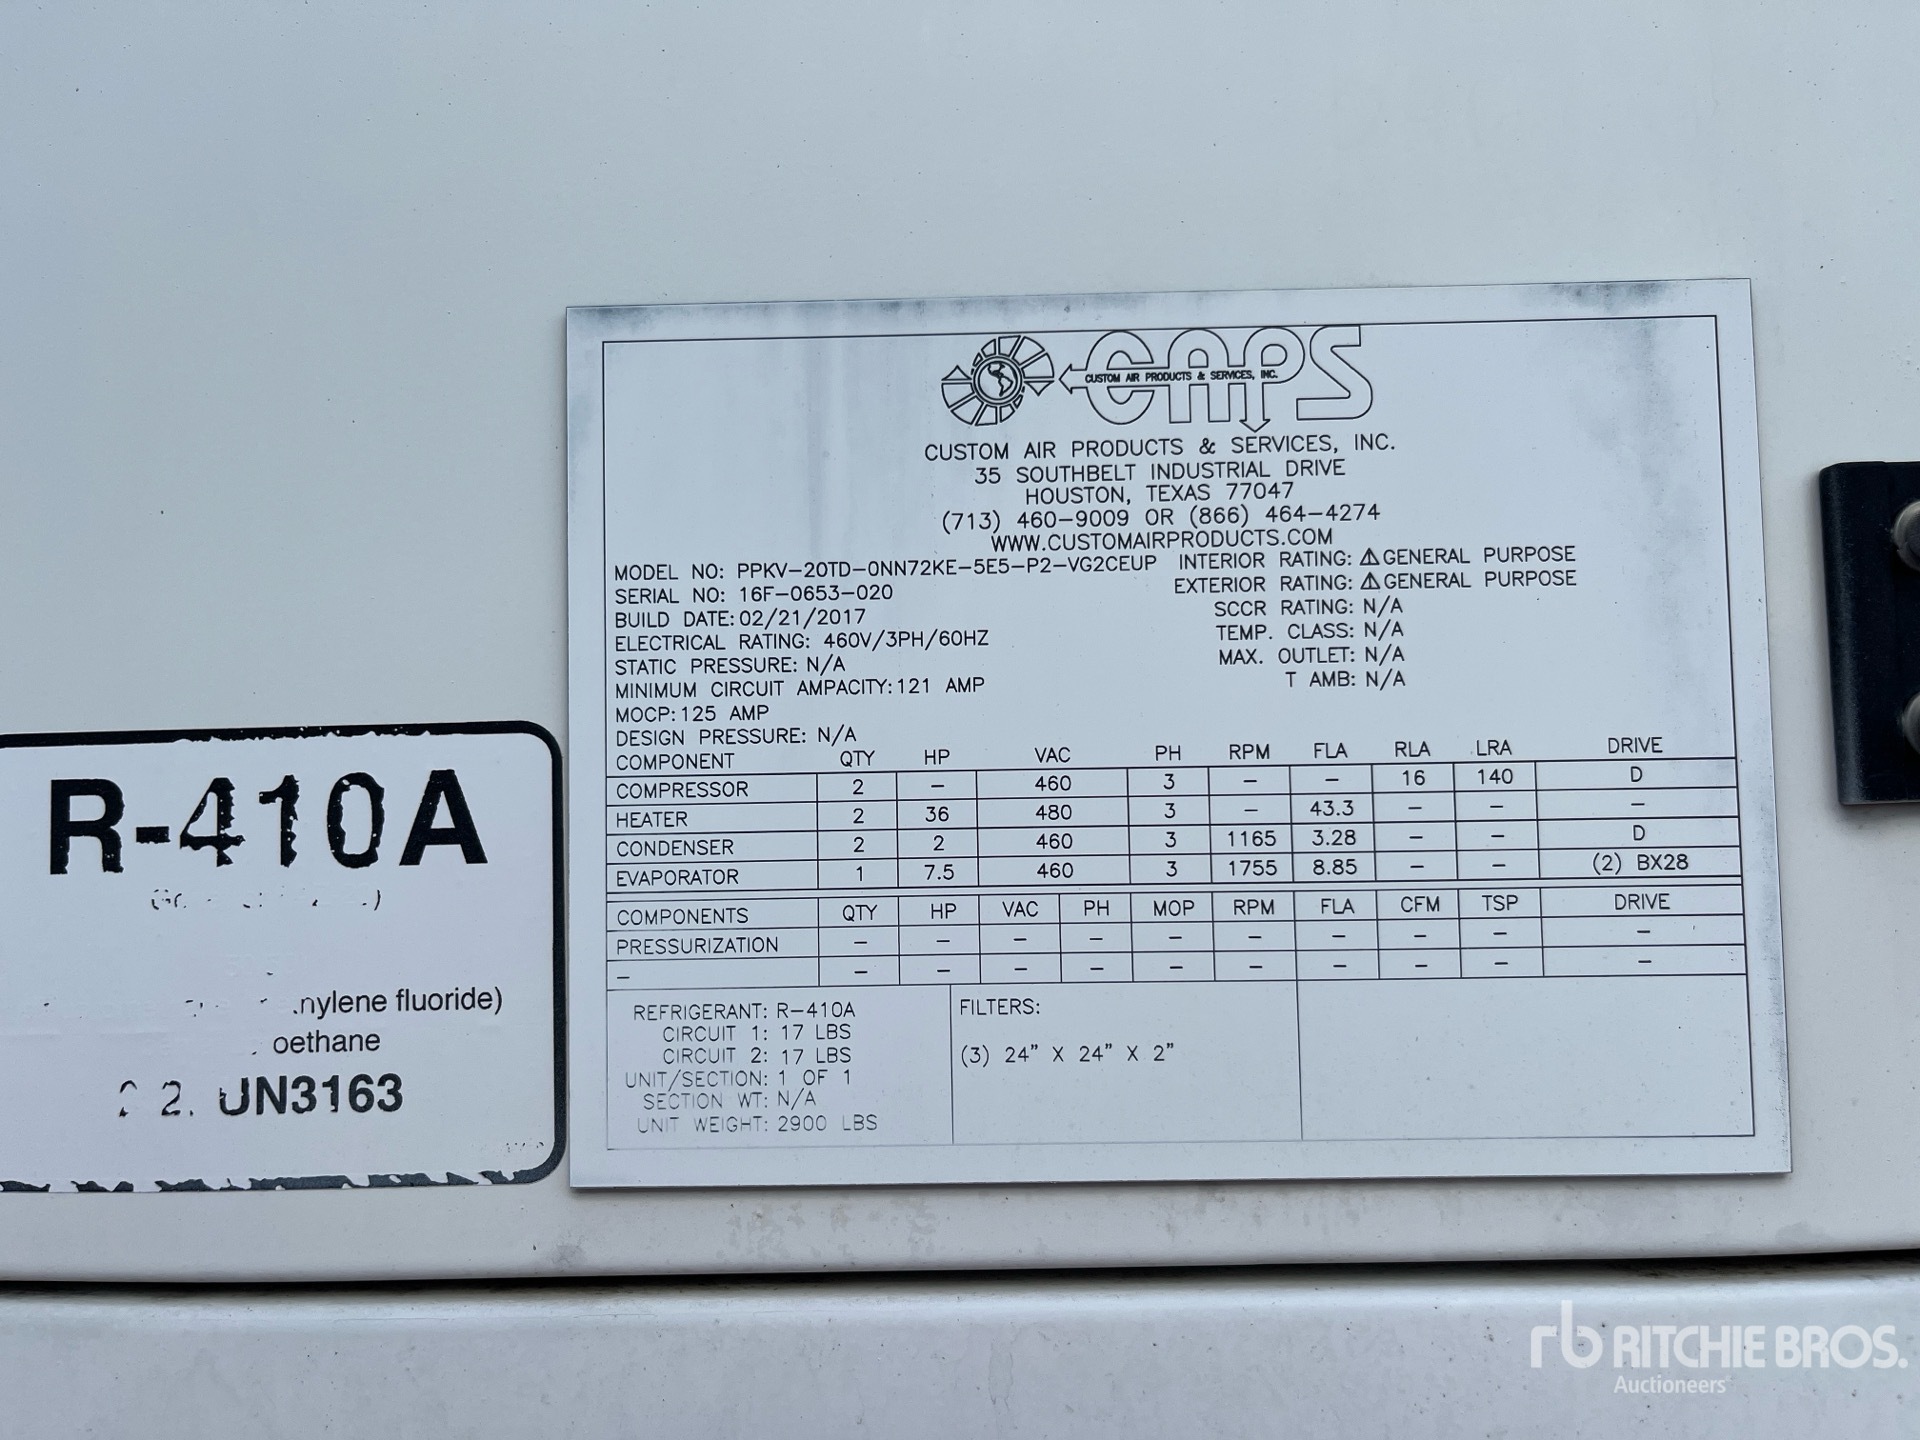 CAPS
CUSTOM AIR PRODUCTS & SERVICES, INC.
CUSTOM AIR PRODUCTS & SERVICES, INC.
35 SOUTHBELT INDUSTRIAL DRIVE
HOUSTON, TEXAS 77047
(713) 460-9009 OR (866) 464-4274
WWW.CUSTOMAIRPRODUCTS.COM
MODEL NO: PPKV-20TD-0NN72KE-5E5-P2-VG2CEUP INTERIOR RATING: ⚠GENERAL PURPOSE
SERIAL NO: 16F-0653-020 EXTERIOR RATING: ⚠GENERAL PURPOSE
BUILD DATE: 02/21/2017 SCCR RATING: N/A
ELECTRICAL RATING: 460V/3PH/60HZ TEMP. CLASS: N/A
STATIC PRESSURE: N/A MAX. OUTLET: N/A
MINIMUM CIRCUIT AMPACITY: 121 AMP T AMB: N/A
MOCP: 125 AMP
DESIGN PRESSURE: N/A
COMPONENT QTY HP VAC PH RPM FLA RLA LRA DRIVE
COMPRESSOR 2 - 460 3 - - 16 140 D
HEATER 2 36 480 3 - 43.3 - - -
CONDENSER 2 2 460 3 1165 3.28 - - D
EVAPORATOR 1 7.5 460 3 1755 8.85 - - (2) BX28
COMPONENTS QTY HP VAC PH MOP RPM FLA CFM TSP DRIVE
PRESSURIZATION - - - - - - - - - -
- - - - - - - - - - -
REFRIGERANT: R-410A
CIRCUIT 1: 17 LBS
CIRCUIT 2: 17 LBS
UNIT/SECTION: 1 OF 1
SECTION WT: N/A
UNIT WEIGHT: 2900 LBS
FILTERS:
(3) 24" X 24" X 2"
R-410A
fluoride)
UN3163
rb RITCHIE BROS.
Auctioneers